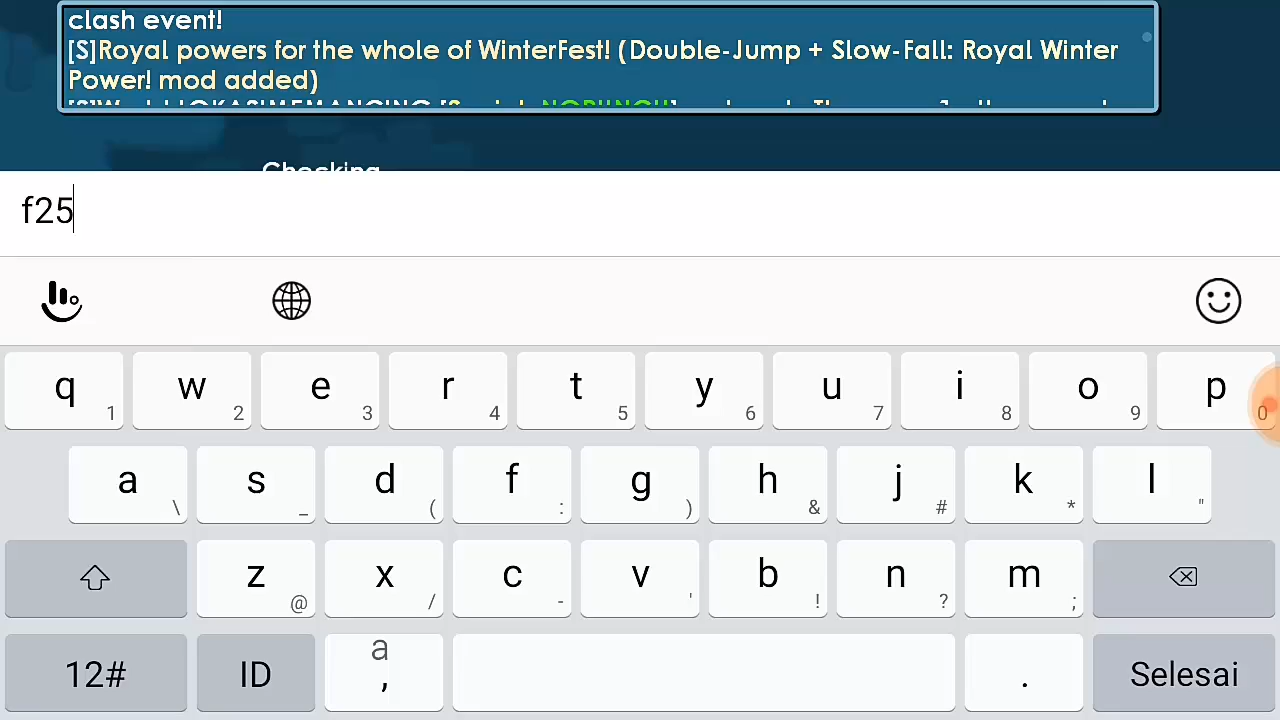 clash event!
[S]Royal powers for the whole of WinterFest! (Double-Jump + Slow-Fall: Royal Winter
Power! mod added)
Checking
f25
q 1 w 2 e 3 r 4 t 5 y 6 u 7 i 8 o 9 p 0
a \ s _ d ( f : g ) h & j # k * l "
z @ x / c - v ' b ! n ? m ;
12# ID a , . Selesai